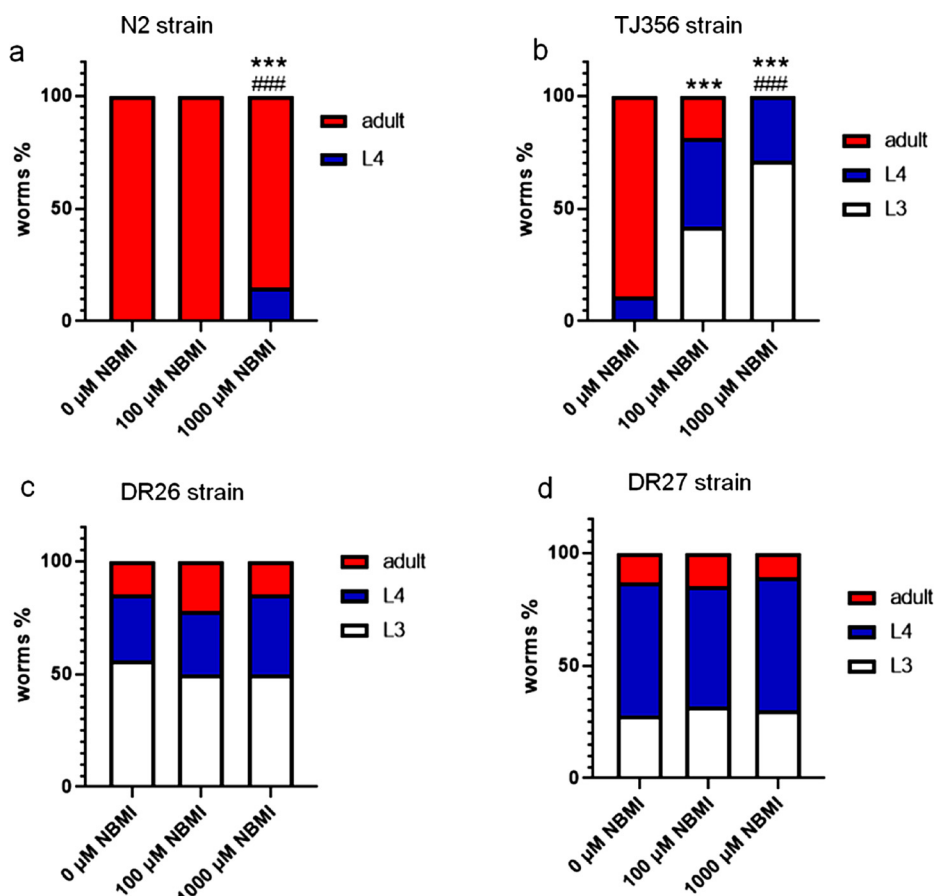 N2 strain
a
***
###
100
50
0
worms %
adult
L4
0 µM NBMI
100 µM NBMI
1000 µM NBMI
TJ356 strain
b
***
***
###
100
50
0
worms %
adult
L4
L3
0 µM NBMI
100 µM NBMI
1000 µM NBMI
c
DR26 strain
100
50
0
worms %
adult
L4
L3
0 µM NBMI
100 µM NBMI
1000 µM NBMI
d
DR27 strain
100
50
0
worms %
adult
L4
L3
0 µM NBMI
100 µM NBMI
1000 µM NBMI